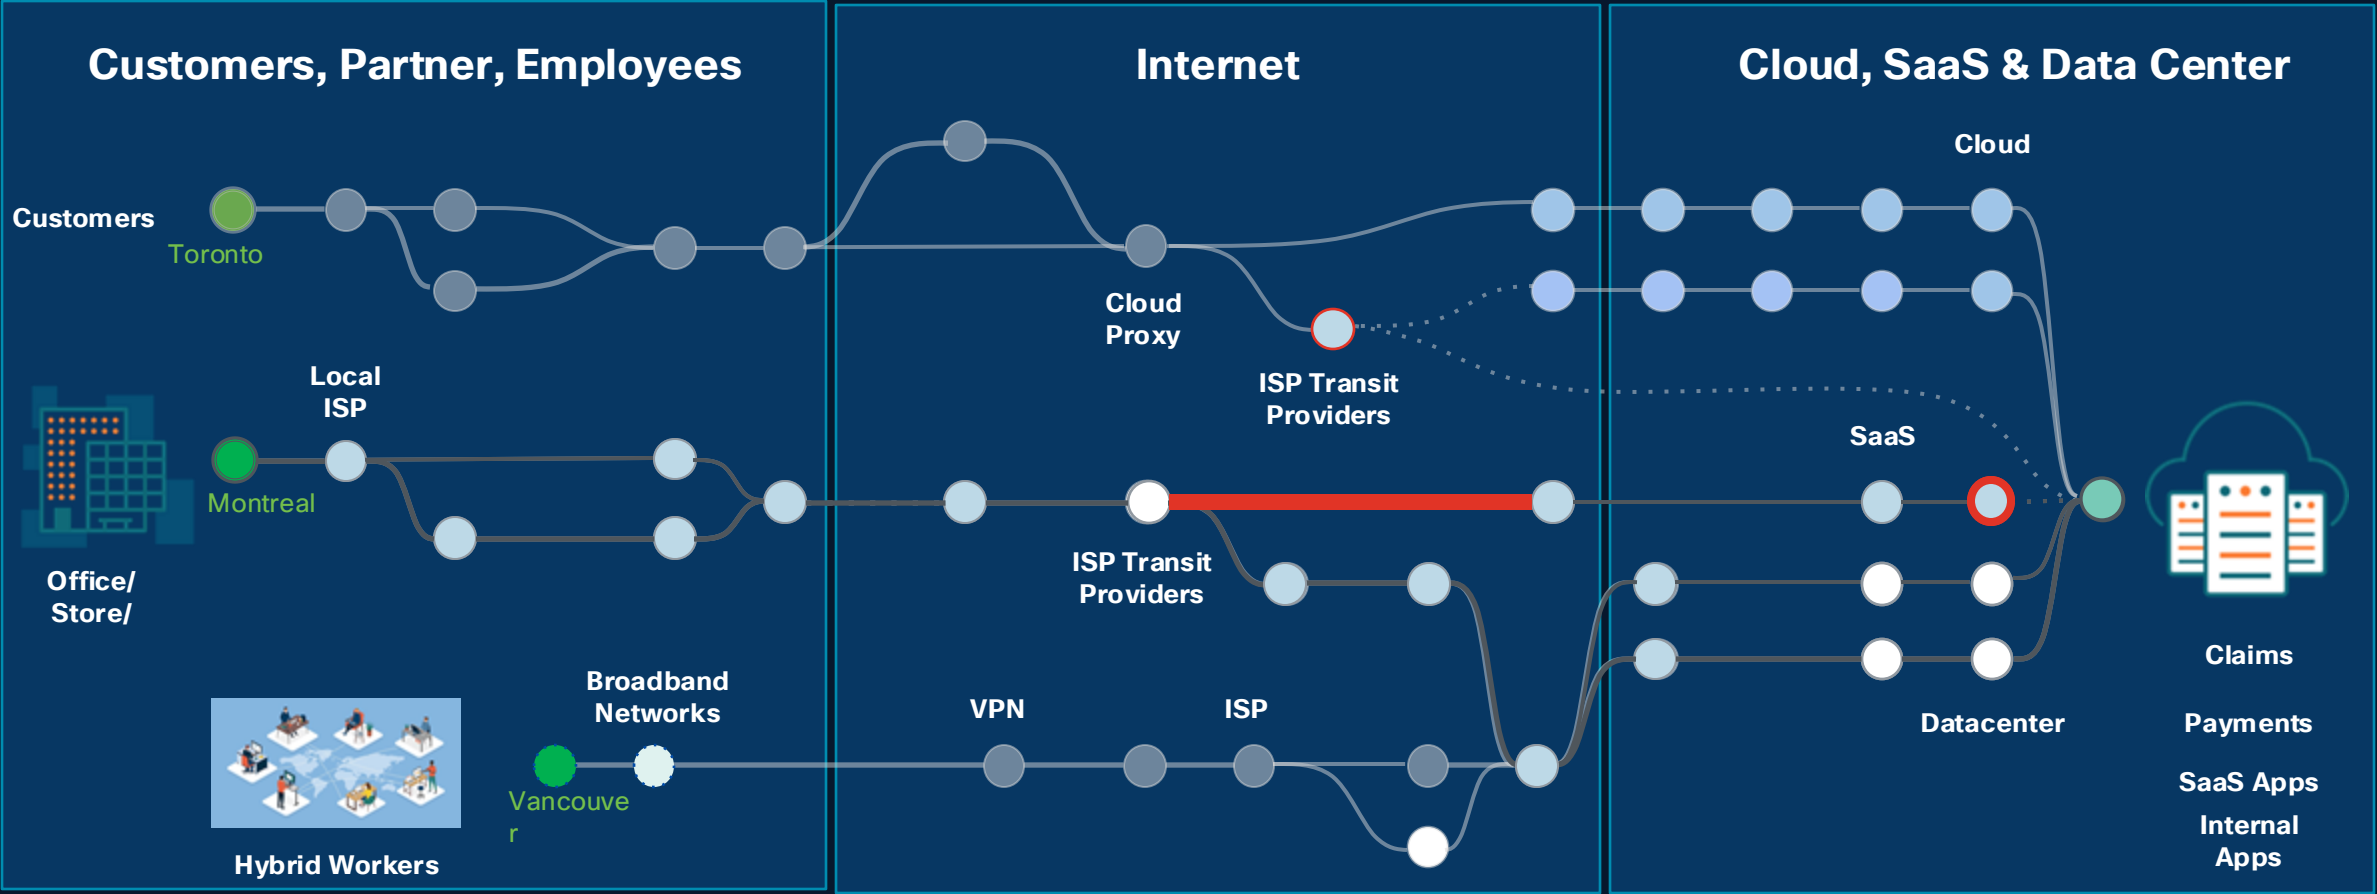 Customers, Partner, Employees
Internet
Cloud, SaaS & Data Center
Cloud
Customers
Toronto
Cloud
Proxy
Local
ISP
ISP Transit
Providers
SaaS
Montreal
Office/
Store/
ISP Transit
Providers
Broadband
Networks
VPN
ISP
Claims
Datacenter
Payments
Vancouve
r
SaaS Apps
Internal
Apps
Hybrid Workers